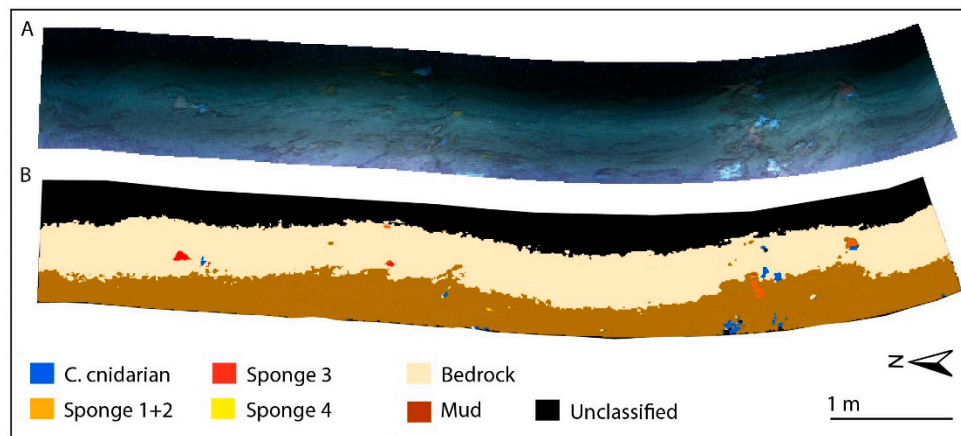 A
B
N
C. cnidarian Sponge 3 Bedrock
Sponge 1+2 Sponge 4 Mud Unclassified
1 m